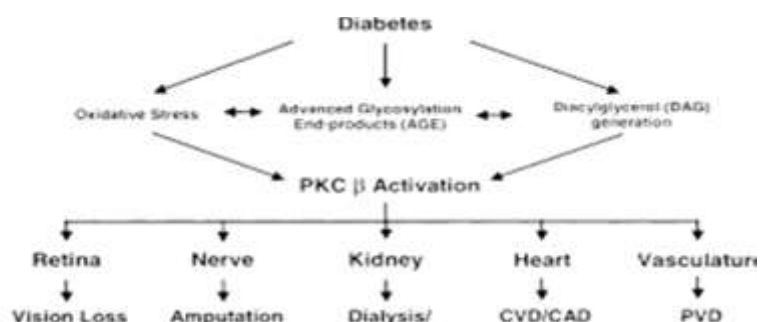 Diabetes
Oxidative Stress
Advanced Glycosylation
End-products (AGE)
Diacylglycerol (DAG)
generation
PKC β Activation
Retina Nerve Kidney Heart Vasculature
Vision Loss Amputation Dialysis/ CVD/CAD PVD